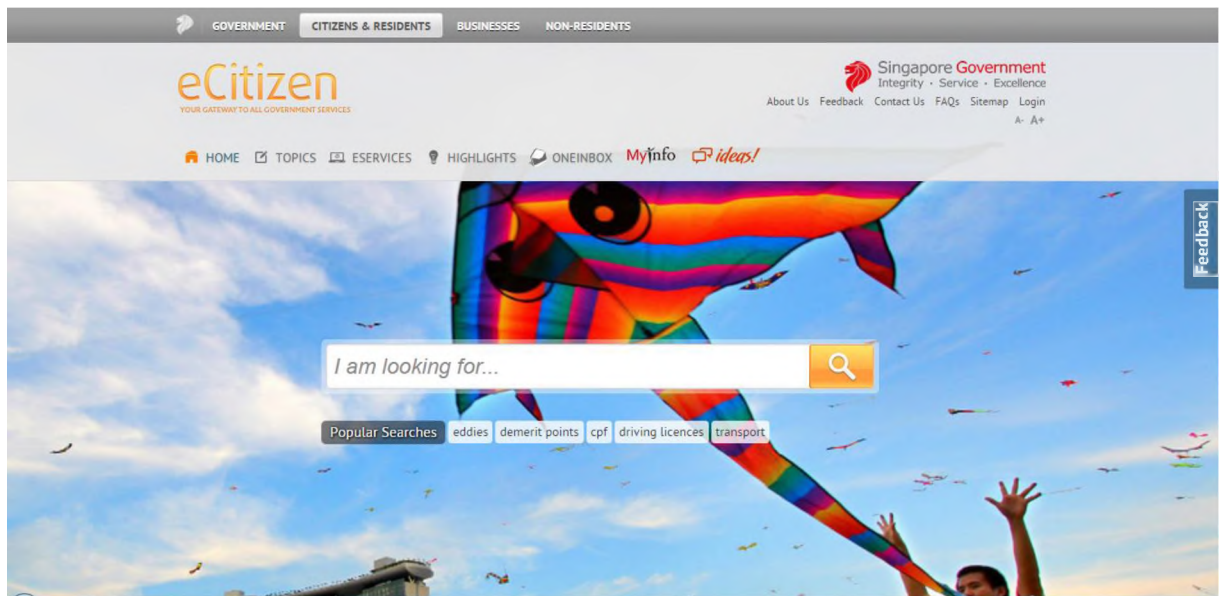 GOVERNMENT CITIZENS & RESIDENTS BUSINESSES NON-RESIDENTS
eCitizen
YOUR GATEWAY TO ALL GOVERNMENT SERVICES
Singapore Government
Integrity · Service · Excellence
About Us Feedback Contact Us FAQs Sitemap Login
A- A+
HOME TOPICS ESERVICES HIGHLIGHTS ONEINBOX Myinfo ideas!
Feedback
I am looking for...
Popular Searches eddies demerit points cpf driving licences transport